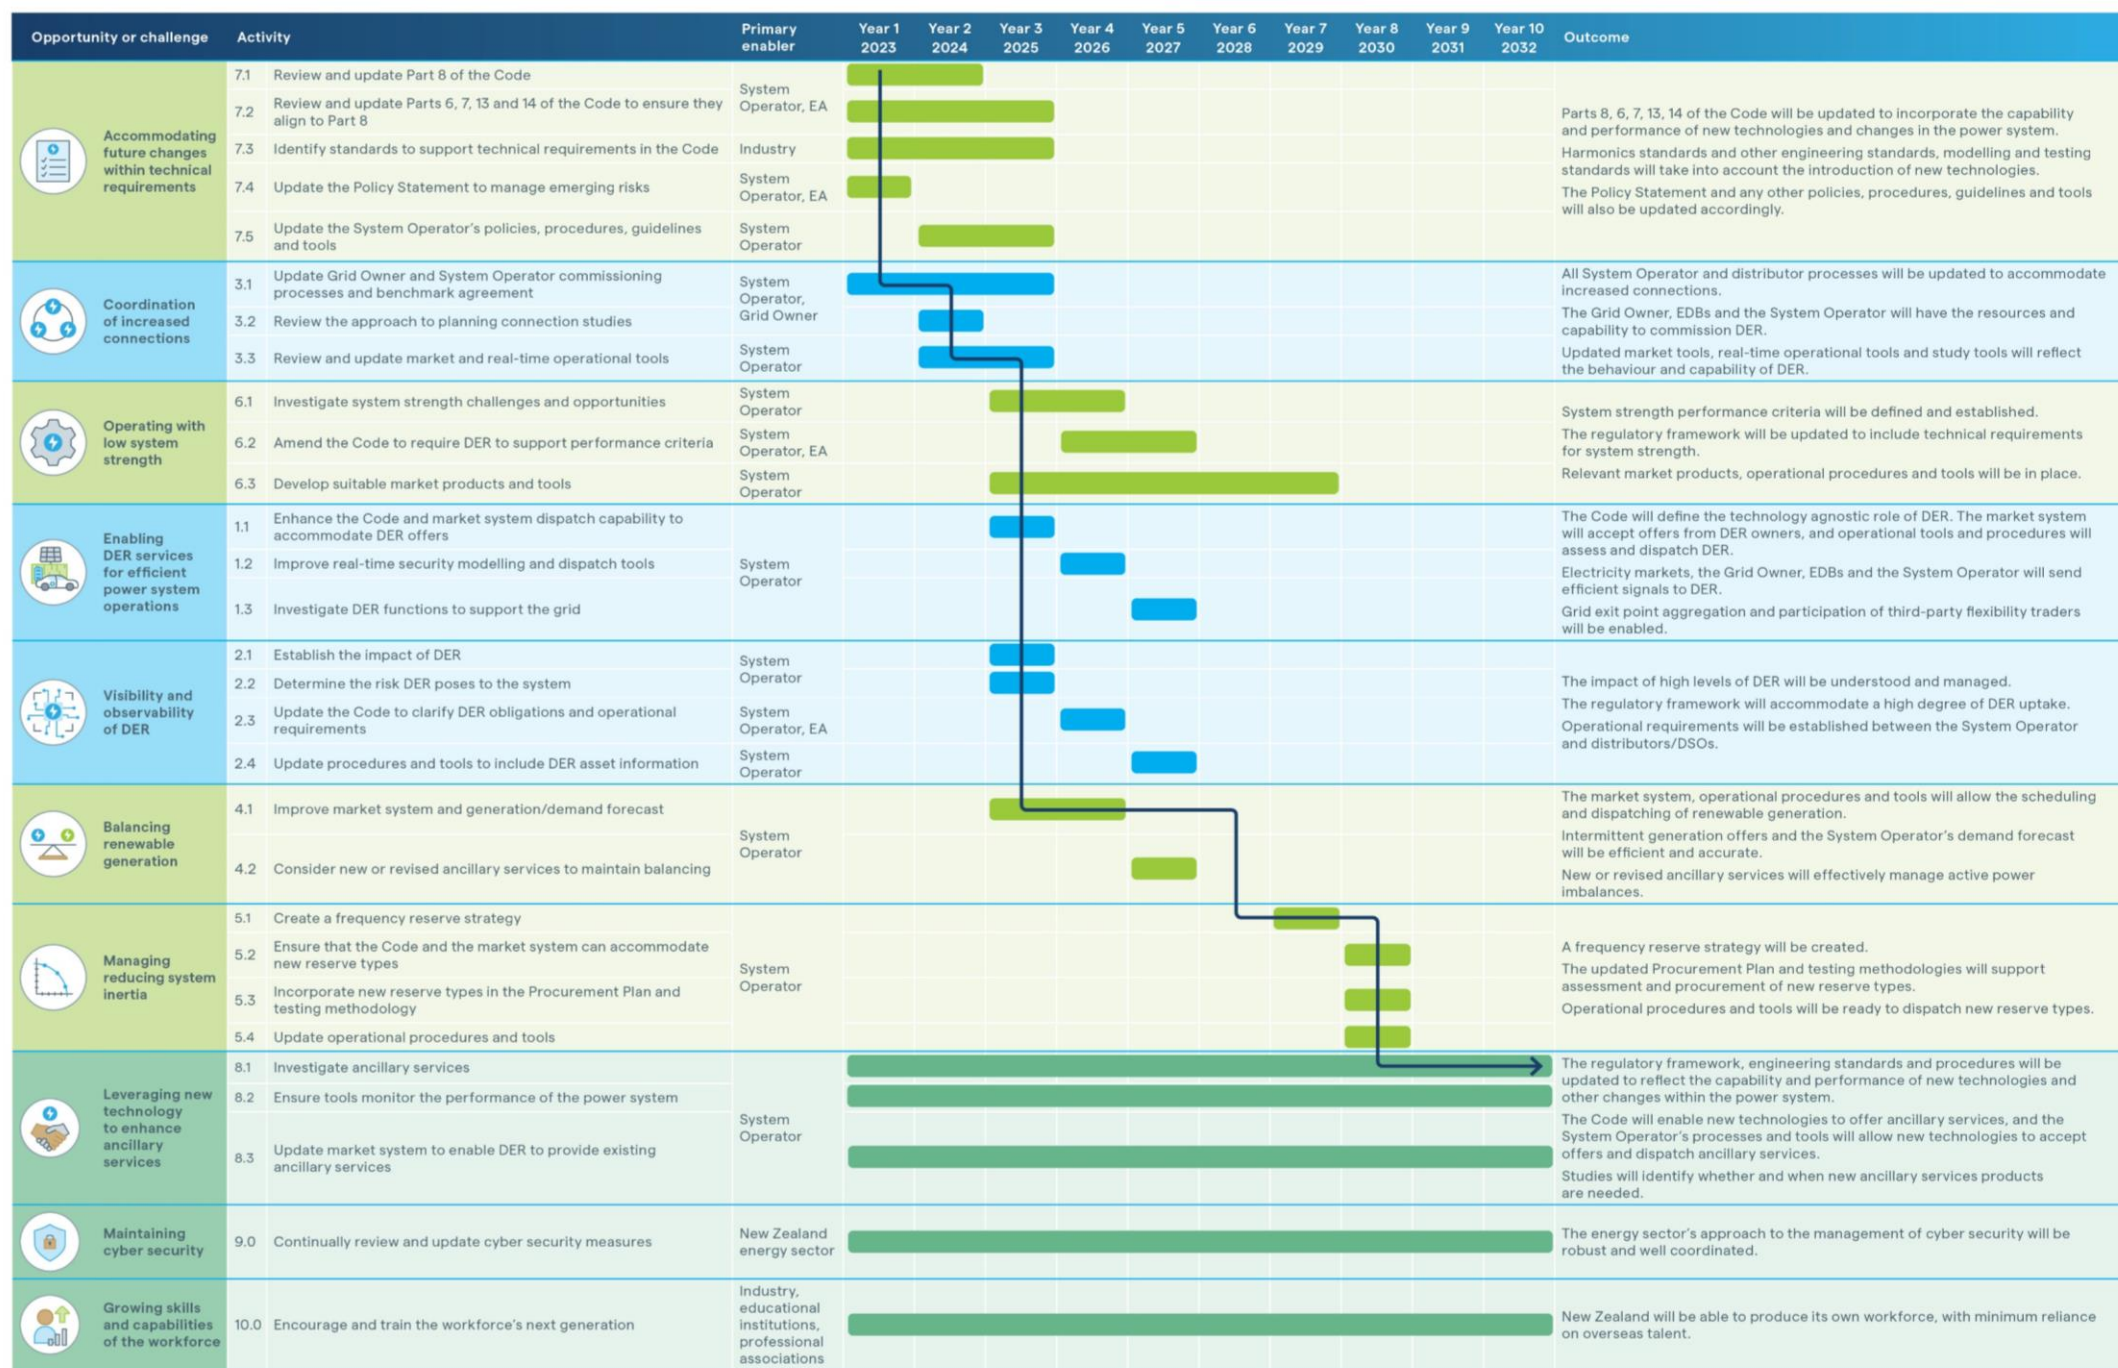 Opportunity or challenge
Activity
Primary
enabler
Year 1
2023
Year 2
2024
Year 3
2025
Year 4
2026
Year 5
2027
Year 6
2028
Year 7
2029
Year 8
2030
Year 9
2031
Year 10
2032
Outcome
Accommodating
future changes
within technical
requirements
7.1 Review and update Part 8 of the Code
System
Operator, EA
7.2 Review and update Parts 6, 7, 13 and 14 of the Code to ensure they
align to Part 8
7.3 Identify standards to support technical requirements in the Code
Industry
7.4 Update the Policy Statement to manage emerging risks
System
Operator, EA
7.5 Update the System Operator's policies, procedures, guidelines
and tools
System
Operator
Parts 8, 6, 7, 13, 14 of the Code will be updated to incorporate the capability
and performance of new technologies and changes in the power system.
Harmonics standards and other engineering standards, modelling and testing
standards will take into account the introduction of new technologies.
The Policy Statement and any other policies, procedures, guidelines and tools
will also be updated accordingly.
Coordination
of increased
connections
3.1 Update Grid Owner and System Operator commissioning
processes and benchmark agreement
System
Operator,
Grid Owner
3.2 Review the approach to planning connection studies
3.3 Review and update market and real-time operational tools
System
Operator
All System Operator and distributor processes will be updated to accommodate
increased connections.
The Grid Owner, EDBs and the System Operator will have the resources and
capability to commission DER.
Updated market tools, real-time operational tools and study tools will reflect
the behaviour and capability of DER.
Operating with
low system
strength
6.1 Investigate system strength challenges and opportunities
System
Operator
6.2 Amend the Code to require DER to support performance criteria
System
Operator, EA
6.3 Develop suitable market products and tools
System
Operator
System strength performance criteria will be defined and established.
The regulatory framework will be updated to include technical requirements
for system strength.
Relevant market products, operational procedures and tools will be in place.
Enabling
DER services
for efficient
power system
operations
1.1 Enhance the Code and market system dispatch capability to
accommodate DER offers
1.2 Improve real-time security modelling and dispatch tools
System
Operator
1.3 Investigate DER functions to support the grid
The Code will define the technology agnostic role of DER. The market system
will accept offers from DER owners, and operational tools and procedures will
assess and dispatch DER.
Electricity markets, the Grid Owner, EDBs and the System Operator will send
efficient signals to DER.
Grid exit point aggregation and participation of third-party flexibility traders
will be enabled.
Visibility and
observability
of DER
2.1 Establish the impact of DER
System
Operator
2.2 Determine the risk DER poses to the system
2.3 Update the Code to clarify DER obligations and operational
requirements
System
Operator, EA
2.4 Update procedures and tools to include DER asset information
System
Operator
The impact of high levels of DER will be understood and managed.
The regulatory framework will accommodate a high degree of DER uptake.
Operational requirements will be established between the System Operator
and distributors/DSOs.
Balancing
renewable
generation
4.1 Improve market system and generation/demand forecast
System
Operator
4.2 Consider new or revised ancillary services to maintain balancing
The market system, operational procedures and tools will allow the scheduling
and dispatching of renewable generation.
Intermittent generation offers and the System Operator's demand forecast
will be efficient and accurate.
New or revised ancillary services will effectively manage active power
imbalances.
Managing
reducing system
inertia
5.1 Create a frequency reserve strategy
5.2 Ensure that the Code and the market system can accommodate
new reserve types
System
Operator
5.3 Incorporate new reserve types in the Procurement Plan and
testing methodology
5.4 Update operational procedures and tools
A frequency reserve strategy will be created.
The updated Procurement Plan and testing methodologies will support
assessment and procurement of new reserve types.
Operational procedures and tools will be ready to dispatch new reserve types.
Leveraging new
technology
to enhance
ancillary
services
8.1 Investigate ancillary services
8.2 Ensure tools monitor the performance of the power system
System
Operator
8.3 Update market system to enable DER to provide existing
ancillary services
The regulatory framework, engineering standards and procedures will be
updated to reflect the capability and performance of new technologies and
other changes within the power system.
The Code will enable new technologies to offer ancillary services, and the
System Operator's processes and tools will allow new technologies to accept
offers and dispatch ancillary services.
Studies will identify whether and when new ancillary services products
are needed.
Maintaining
cyber security
9.0 Continually review and update cyber security measures
New Zealand
energy sector
The energy sector's approach to the management of cyber security will be
robust and well coordinated.
Growing skills
and capabilities
of the workforce
10.0 Encourage and train the workforce's next generation
Industry,
educational
institutions,
professional
associations
New Zealand will be able to produce its own workforce, with minimum reliance
on overseas talent.